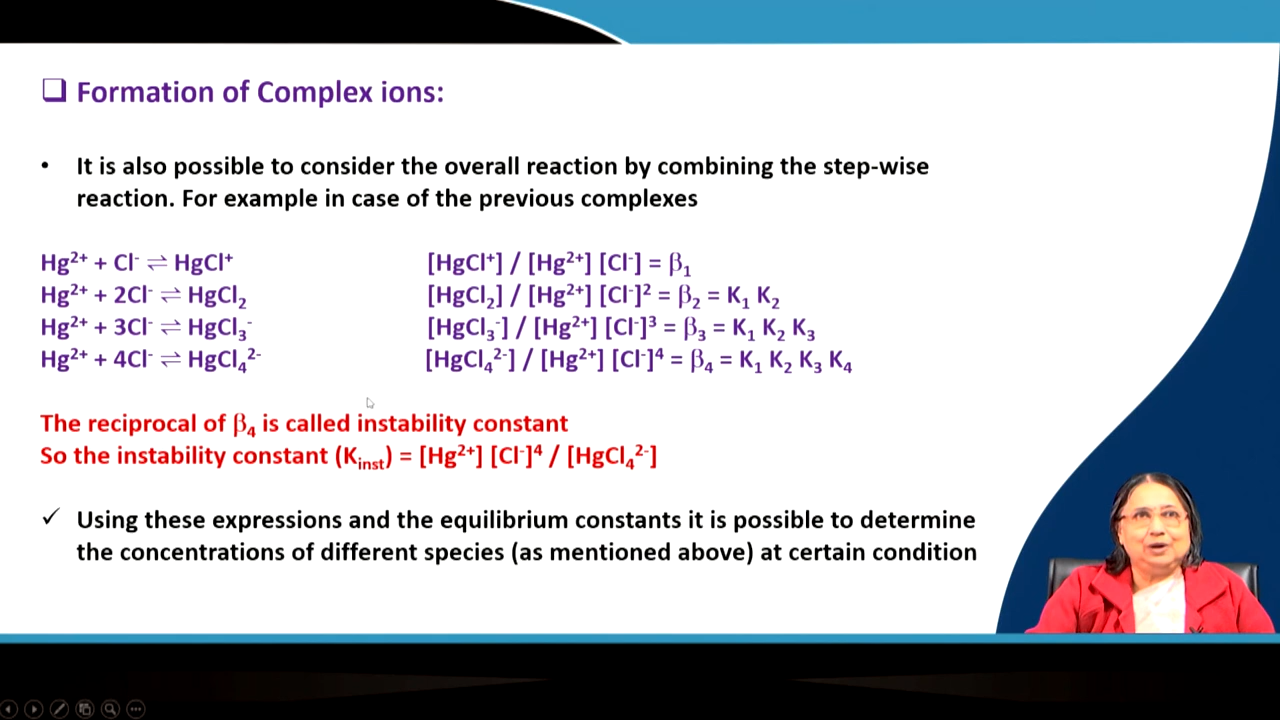 Formation of Complex ions:
• It is also possible to consider the overall reaction by combining the step-wise
reaction. For example in case of the previous complexes
Hg²⁺ + Cl⁻ ⇌ HgCl⁺ [HgCl⁺] / [Hg²⁺] [Cl⁻] = β₁
Hg²⁺ + 2Cl⁻ ⇌ HgCl₂ [HgCl₂] / [Hg²⁺] [Cl⁻]² = β₂ = K₁ K₂
Hg²⁺ + 3Cl⁻ ⇌ HgCl₃⁻ [HgCl₃⁻] / [Hg²⁺] [Cl⁻]³ = β₃ = K₁ K₂ K₃
Hg²⁺ + 4Cl⁻ ⇌ HgCl₄²⁻ [HgCl₄²⁻] / [Hg²⁺] [Cl⁻]⁴ = β₄ = K₁ K₂ K₃ K₄
The reciprocal of β₄ is called instability constant
So the instability constant (Kᵢₙₛₜ) = [Hg²⁺] [Cl⁻]⁴ / [HgCl₄²⁻]
✓ Using these expressions and the equilibrium constants it is possible to determine
the concentrations of different species (as mentioned above) at certain condition